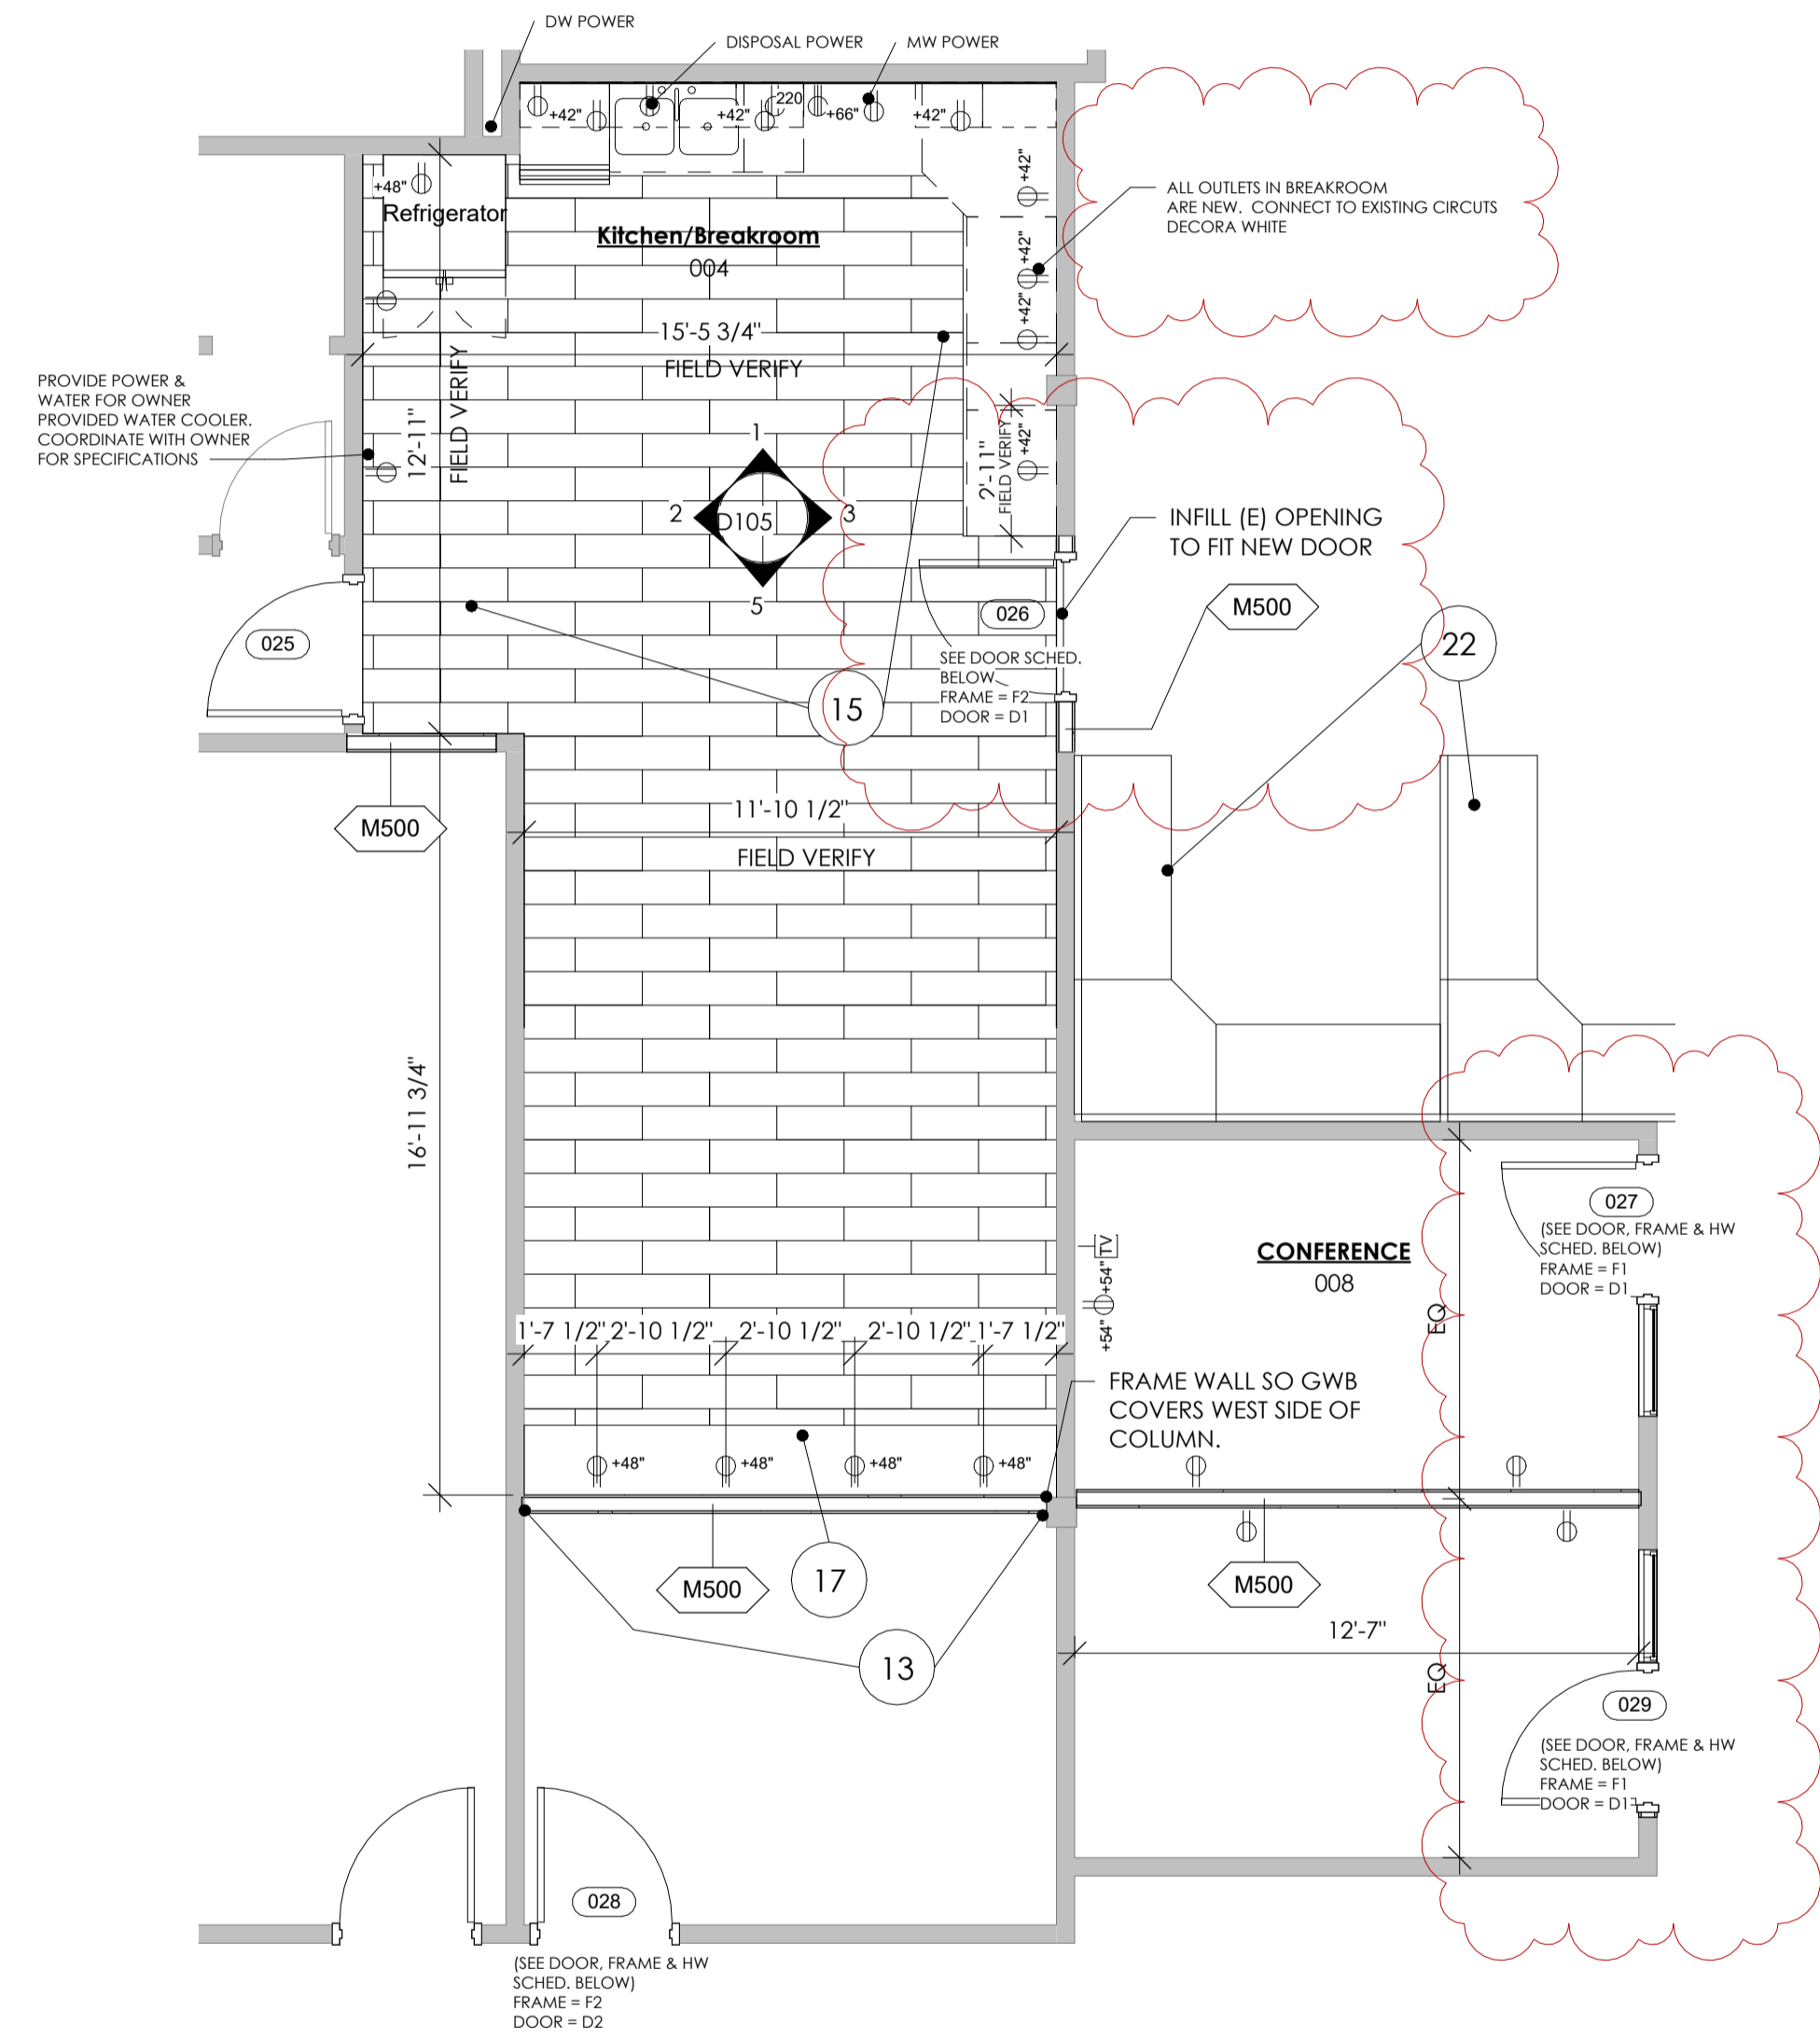 DW POWER
DISPOSAL POWER
MW POWER
+42"
+42"
220
+66"
+42"
+48"
Refrigerator
Kitchen/Breakroom
004
+42"
+42"
+42"
ALL OUTLETS IN BREAKROOM
ARE NEW. CONNECT TO EXISTING CIRCUTS
DECORA WHITE
15'-5 3/4"
FIELD VERIFY
PROVIDE POWER &
WATER FOR OWNER
PROVIDED WATER COOLER.
COORDINATE WITH OWNER
FOR SPECIFICATIONS
12'-11"
FIELD VERIFY
1
2
D105
3
5
2'-11"
FIELD VERIFY
+42"
INFILL (E) OPENING
TO FIT NEW DOOR
M500
025
026
22
SEE DOOR SCHED.
BELOW
FRAME = F2
DOOR = D1
15
M500
11'-10 1/2"
FIELD VERIFY
16'-11 3/4"
027
(SEE DOOR, FRAME & HW
SCHED. BELOW)
FRAME = F1
DOOR = D1
TV
+54"
+54"
CONFERENCE
008
EQ
1'-7 1/2"
2'-10 1/2"
2'-10 1/2"
2'-10 1/2"
1'-7 1/2"
FRAME WALL SO GWB
COVERS WEST SIDE OF
COLUMN.
+48"
+48"
+48"
+48"
M500
17
M500
13
12'-7"
EQ
029
(SEE DOOR, FRAME & HW
SCHED. BELOW)
FRAME = F1
DOOR = D1
028
(SEE DOOR, FRAME & HW
SCHED. BELOW)
FRAME = F2
DOOR = D2